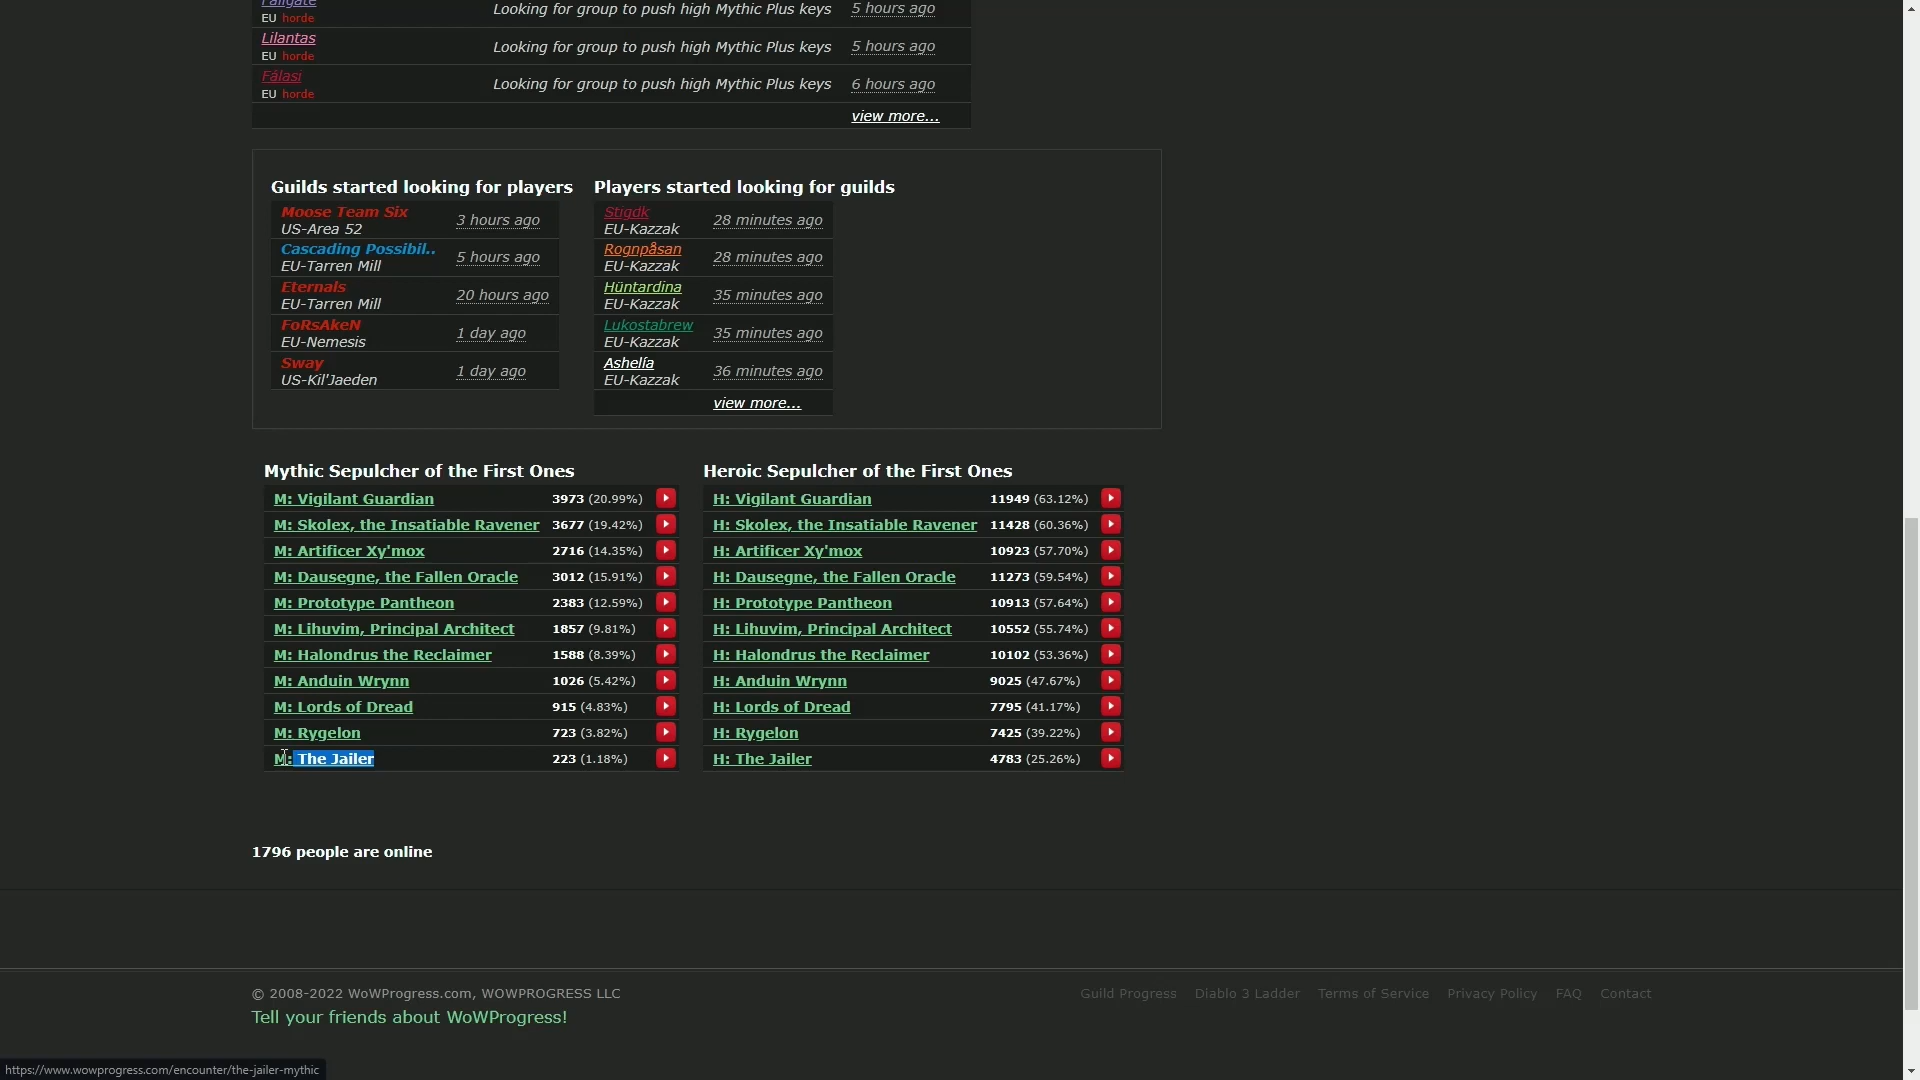 Fallgate
EU horde
Looking for group to push high Mythic Plus keys 5 hours ago
Lilantas
EU horde
Looking for group to push high Mythic Plus keys 5 hours ago
Fâlasi
EU horde
Looking for group to push high Mythic Plus keys 6 hours ago
view more...
Guilds started looking for players
Moose Team Six
US-Area 52
3 hours ago
Cascading Possibil..
EU-Tarren Mill
5 hours ago
Eternals
EU-Tarren Mill
20 hours ago
FoRsAkeN
EU-Nemesis
1 day ago
Sway
US-Kil'Jaeden
1 day ago
Players started looking for guilds
Stigdk
EU-Kazzak
28 minutes ago
Rognpåsan
EU-Kazzak
28 minutes ago
Hüntardina
EU-Kazzak
35 minutes ago
Lukostabrew
EU-Kazzak
35 minutes ago
Ashelía
EU-Kazzak
36 minutes ago
view more...
Mythic Sepulcher of the First Ones
M: Vigilant Guardian 3973 (20.99%)
M: Skolex, the Insatiable Ravener 3677 (19.42%)
M: Artificer Xy'mox 2716 (14.35%)
M: Dausegne, the Fallen Oracle 3012 (15.91%)
M: Prototype Pantheon 2383 (12.59%)
M: Lihuvim, Principal Architect 1857 (9.81%)
M: Halondrus the Reclaimer 1588 (8.39%)
M: Anduin Wrynn 1026 (5.42%)
M: Lords of Dread 915 (4.83%)
M: Rygelon 723 (3.82%)
M: The Jailer 223 (1.18%)
Heroic Sepulcher of the First Ones
H: Vigilant Guardian 11949 (63.12%)
H: Skolex, the Insatiable Ravener 11428 (60.36%)
H: Artificer Xy'mox 10923 (57.70%)
H: Dausegne, the Fallen Oracle 11273 (59.54%)
H: Prototype Pantheon 10913 (57.64%)
H: Lihuvim, Principal Architect 10552 (55.74%)
H: Halondrus the Reclaimer 10102 (53.36%)
H: Anduin Wrynn 9025 (47.67%)
H: Lords of Dread 7795 (41.17%)
H: Rygelon 7425 (39.22%)
H: The Jailer 4783 (25.26%)
1796 people are online
© 2008-2022 WoWProgress.com, WOWPROGRESS LLC
Guild Progress Diablo 3 Ladder Terms of Service Privacy Policy FAQ Contact
Tell your friends about WoWProgress!
https://www.wowprogress.com/encounter/the-jailer-mythic